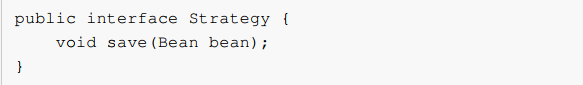 public interface Strategy {
    void save(Bean bean);
}